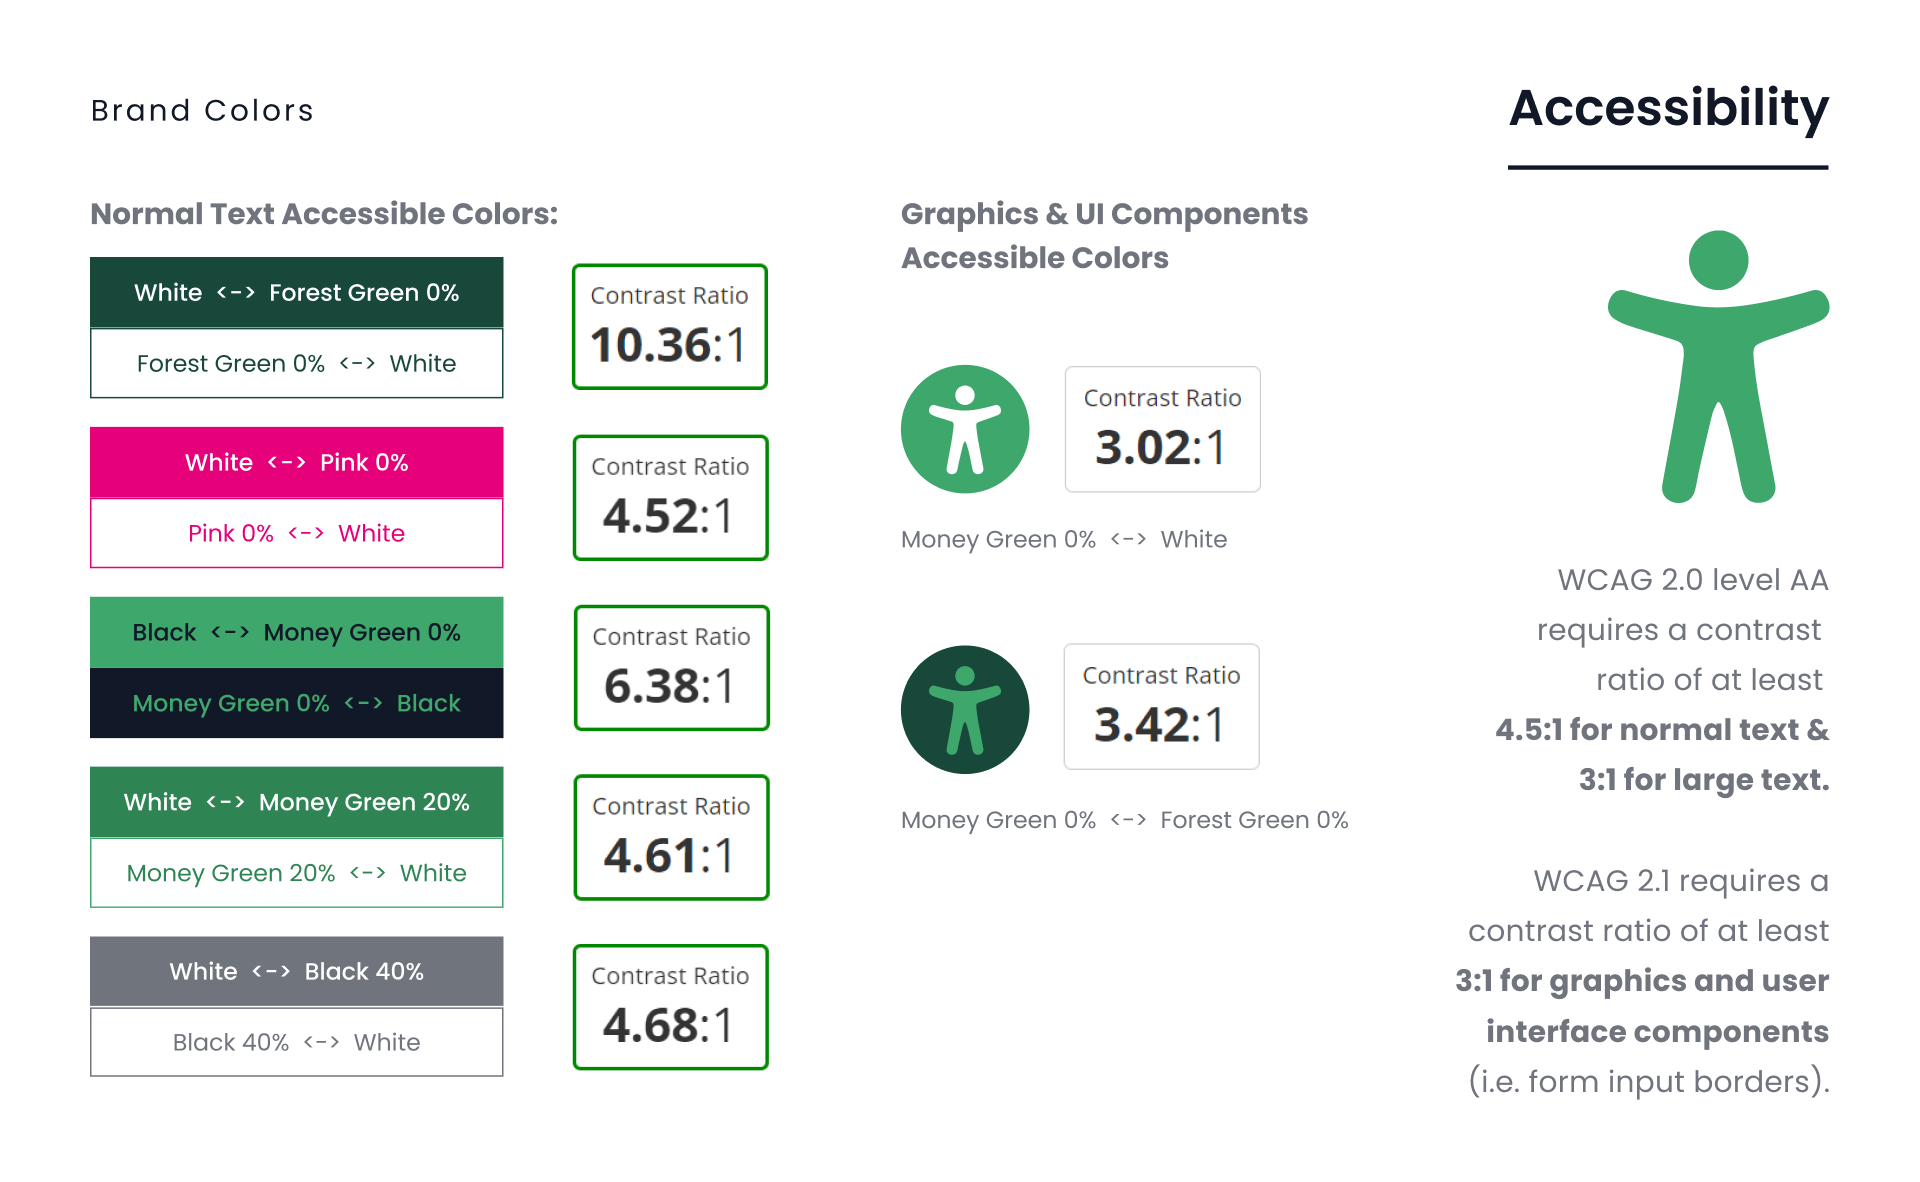 Brand Colors
Accessibility
Normal Text Accessible Colors:
White <-> Forest Green 0%
Forest Green 0% <-> White
Contrast Ratio
10.36:1
White <-> Pink 0%
Pink 0% <-> White
Contrast Ratio
4.52:1
Black <-> Money Green 0%
Money Green 0% <-> Black
Contrast Ratio
6.38:1
White <-> Money Green 20%
Money Green 20% <-> White
Contrast Ratio
4.61:1
White <-> Black 40%
Black 40% <-> White
Contrast Ratio
4.68:1
Graphics & UI Components
Accessible Colors
Contrast Ratio
3.02:1
Money Green 0% <-> White
Contrast Ratio
3.42:1
Money Green 0% <-> Forest Green 0%
WCAG 2.0 level AA
requires a contrast
ratio of at least
4.5:1 for normal text &
3:1 for large text.
WCAG 2.1 requires a
contrast ratio of at least
3:1 for graphics and user
interface components
(i.e. form input borders).